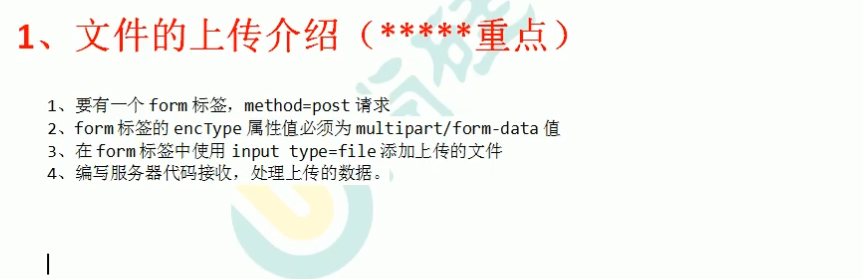 1、文件的上传介绍（*****重点）
1、要有一个 form 标签，method=post 请求
2、form 标签的 encType 属性值必须为 multipart/form-data 值
3、在 form 标签中使用 input type=file 添加上传的文件
4、编写服务器代码接收，处理上传的数据。